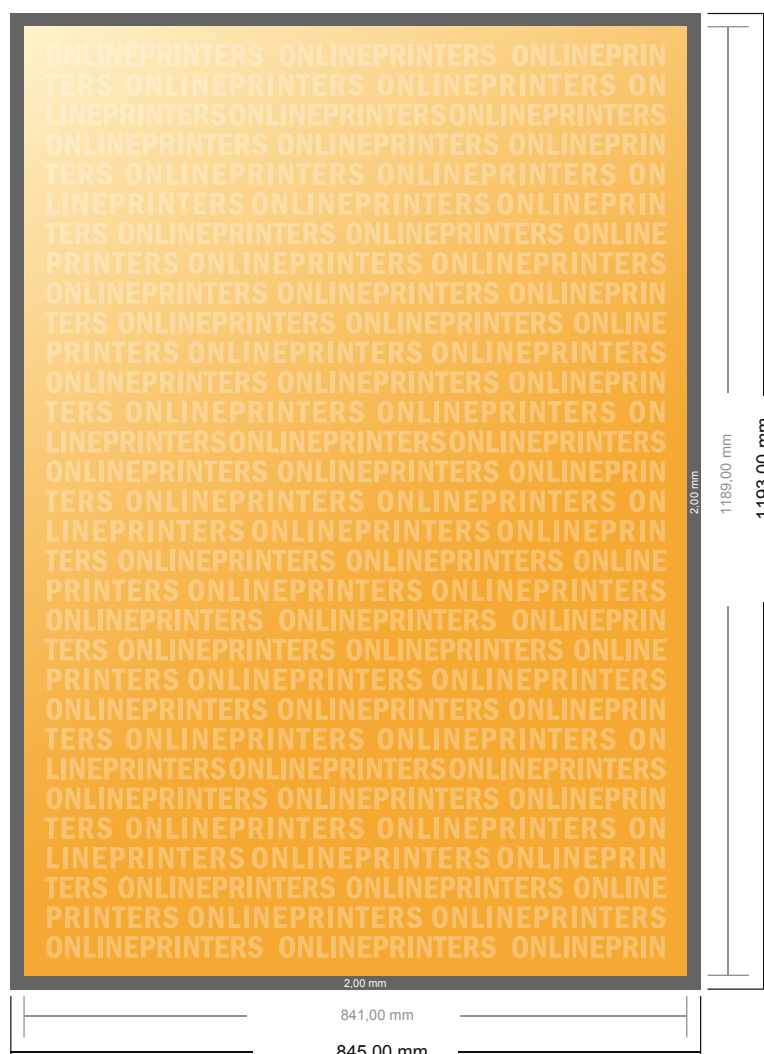 ONLINEPRINTERS ONLINEPRINTERS ONLINEPRIN
TERS ONLINEPRINTERS ONLINEPRINTERS ON
LINEPRINTERSONLINEPRINTERSONLINEPRINTERS
ONLINEPRINTERS ONLINEPRINTERS ONLINEPRIN
TERS ONLINEPRINTERS ONLINEPRINTERS ON
LINEPRINTERS ONLINEPRINTERS ONLINEPRIN
TERS ONLINEPRINTERS ONLINEPRINTERS ONLINE
PRINTERS ONLINEPRINTERS ONLINEPRINTERS
ONLINEPRINTERS ONLINEPRINTERS ONLINEPRIN
TERS ONLINEPRINTERS ONLINEPRINTERS ONLINE
PRINTERS ONLINEPRINTERS ONLINEPRINTERS
ONLINEPRINTERS ONLINEPRINTERS ONLINEPRIN
TERS ONLINEPRINTERS ONLINEPRINTERS ON
LINEPRINTERSONLINEPRINTERSONLINEPRINTERS
ONLINEPRINTERS ONLINEPRINTERS ONLINEPRIN
TERS ONLINEPRINTERS ONLINEPRINTERS ON
LINEPRINTERS ONLINEPRINTERS ONLINEPRIN
TERS ONLINEPRINTERS ONLINEPRINTERS ONLINE
PRINTERS ONLINEPRINTERS ONLINEPRINTERS
ONLINEPRINTERS ONLINEPRINTERS ONLINEPRIN
TERS ONLINEPRINTERS ONLINEPRINTERS ONLINE
PRINTERS ONLINEPRINTERS ONLINEPRINTERS
ONLINEPRINTERS ONLINEPRINTERS ONLINEPRIN
TERS ONLINEPRINTERS ONLINEPRINTERS ON
LINEPRINTERSONLINEPRINTERSONLINEPRINTERS
ONLINEPRINTERS ONLINEPRINTERS ONLINEPRIN
TERS ONLINEPRINTERS ONLINEPRINTERS ON
LINEPRINTERS ONLINEPRINTERS ONLINEPRIN
TERS ONLINEPRINTERS ONLINEPRINTERS ONLINE
PRINTERS ONLINEPRINTERS ONLINEPRINTERS
ONLINEPRINTERS ONLINEPRINTERS ONLINEPRIN
2,00 mm
1189,00 mm
1193,00 mm
2,00 mm
841,00 mm
845,00 mm